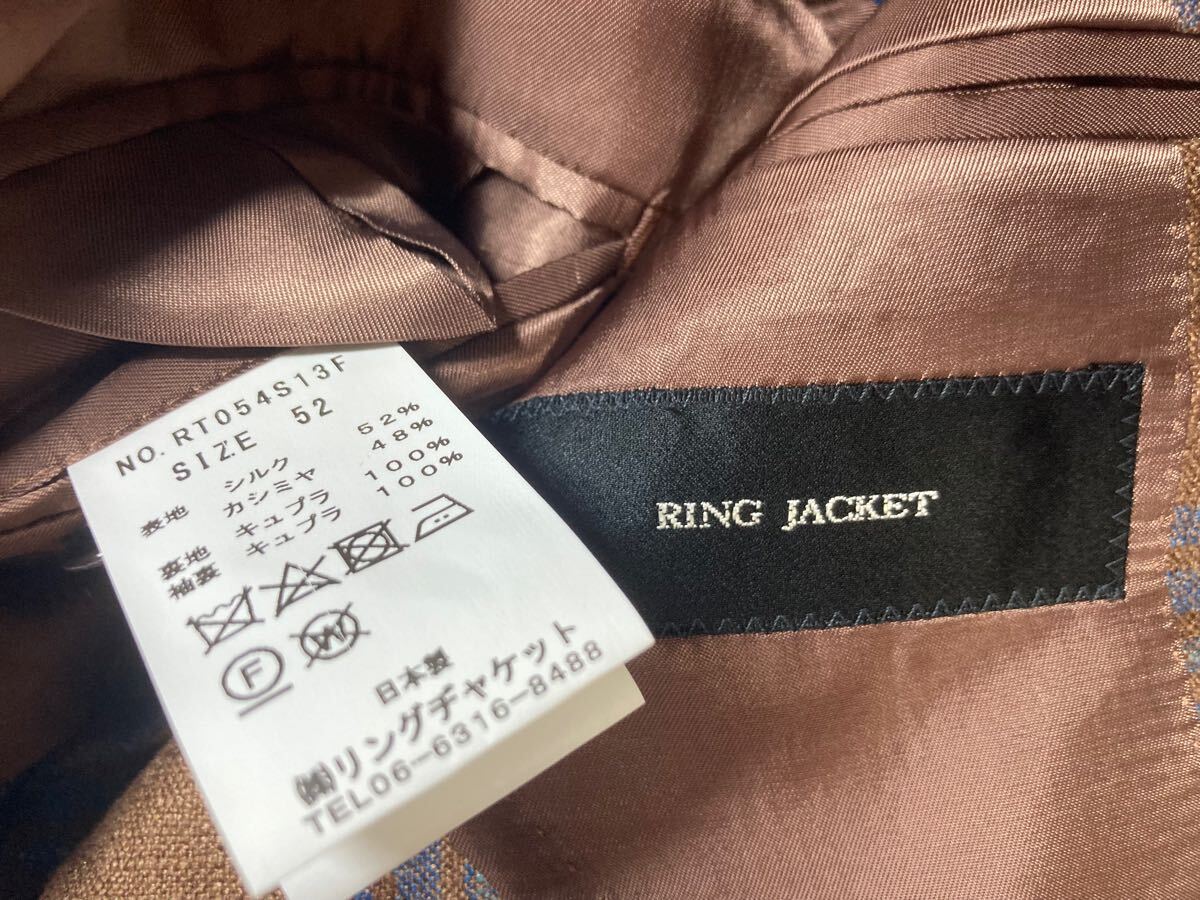 NO. RT054S13F
SIZE 52
表地 シルク 52%
カシミヤ 48%
裏地 キュプラ 100%
袖裏 キュプラ 100%
F
W
日本製
㈱リングヂャケット
TEL06-6316-8488
RING JACKET